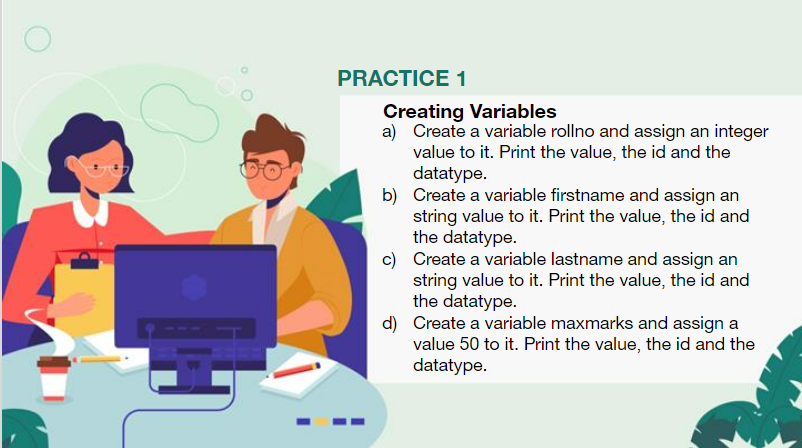 PRACTICE 1
Creating Variables
a) Create a variable rollno and assign an integer
value to it. Print the value, the id and the
datatype.
b) Create a variable firstname and assign an
string value to it. Print the value, the id and
the datatype.
c) Create a variable lastname and assign an
string value to it. Print the value, the id and
the datatype.
d) Create a variable maxmarks and assign a
value 50 to it. Print the value, the id and the
datatype.